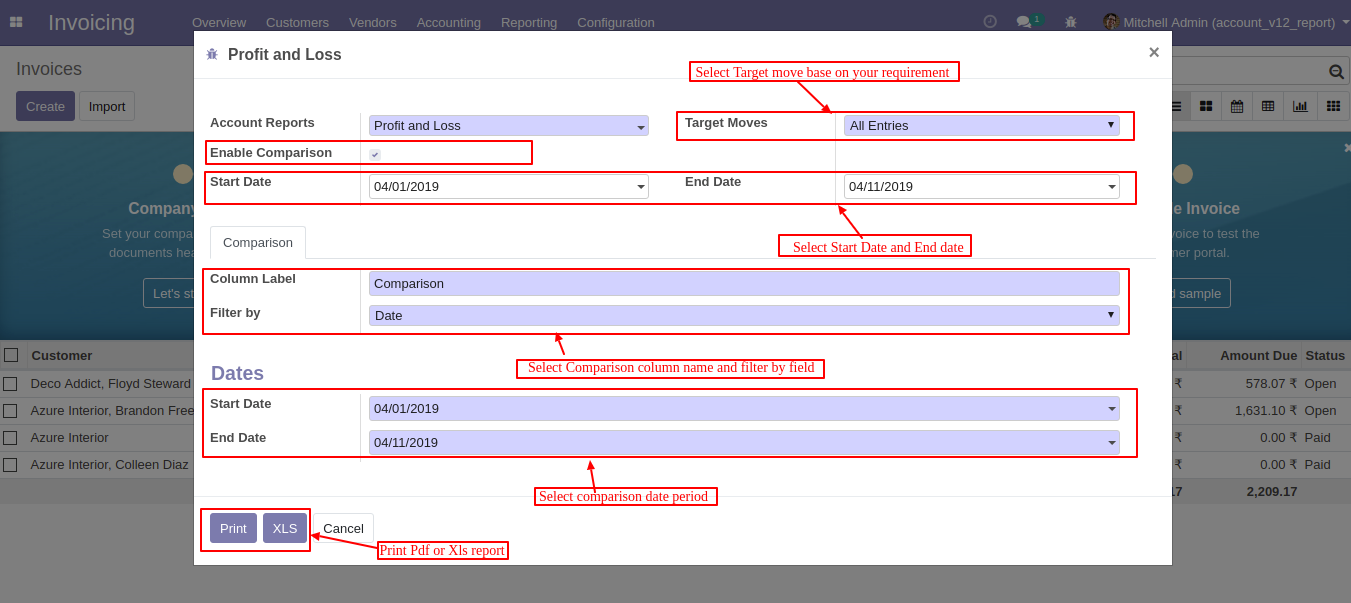 Invoicing Overview Customers Vendors Accounting Reporting Configuration 1 Mitchell Admin (account_v12_report)
Invoices
Create Import
Profit and Loss ×
Select Target move base on your requirement
Account Reports Profit and Loss Target Moves All Entries
Enable Comparison
Start Date 04/01/2019 End Date 04/11/2019
Select Start Date and End date
Comparison
Column Label Comparison
Filter by Date
Select Comparison column name and filter by field
Dates
Start Date 04/01/2019
End Date 04/11/2019
Select comparison date period
Print XLS Cancel
Print Pdf or Xls report
Company
Set your compa
documents hea
Let's st
e Invoice
voice to test the
ner portal.
d sample
Customer al Amount Due Status
Deco Addict, Floyd Steward ₹ 578.07 ₹ Open
Azure Interior, Brandon Free ₹ 1,631.10 ₹ Open
Azure Interior ₹ 0.00 ₹ Paid
Azure Interior, Colleen Diaz ₹ 0.00 ₹ Paid
17 2,209.17